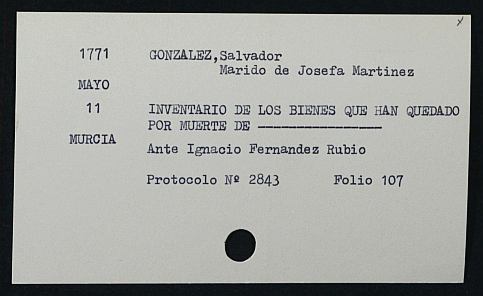 1771 GONZALEZ,Salvador
Marido de Josefa Martinez
MAYO
11 INVENTARIO DE LOS BIENES QUE HAN QUEDADO
POR MUERTE DE ----------------
MURCIA
Ante Ignacio Fernandez Rubio
Protocolo Nº 2843 Folio 107